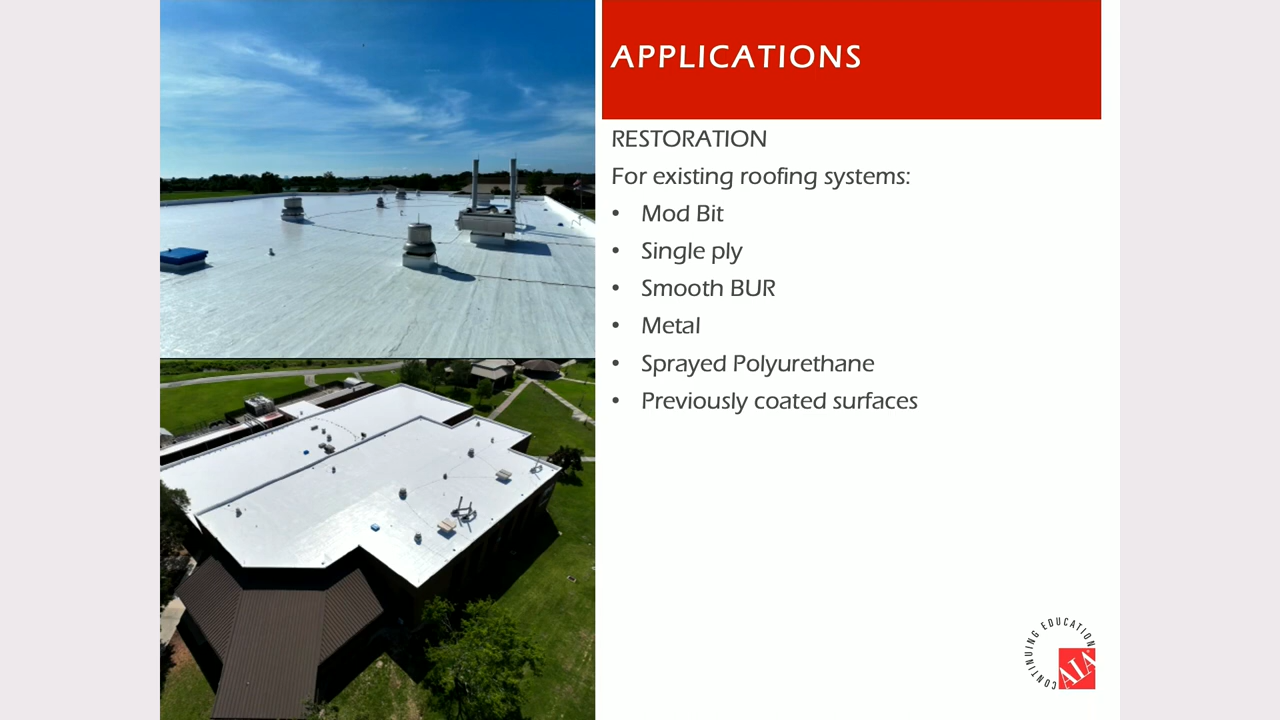 APPLICATIONS
RESTORATION
For existing roofing systems:
• Mod Bit
• Single ply
• Smooth BUR
• Metal
• Sprayed Polyurethane
• Previously coated surfaces
CONTINUING EDUCATION
AIA